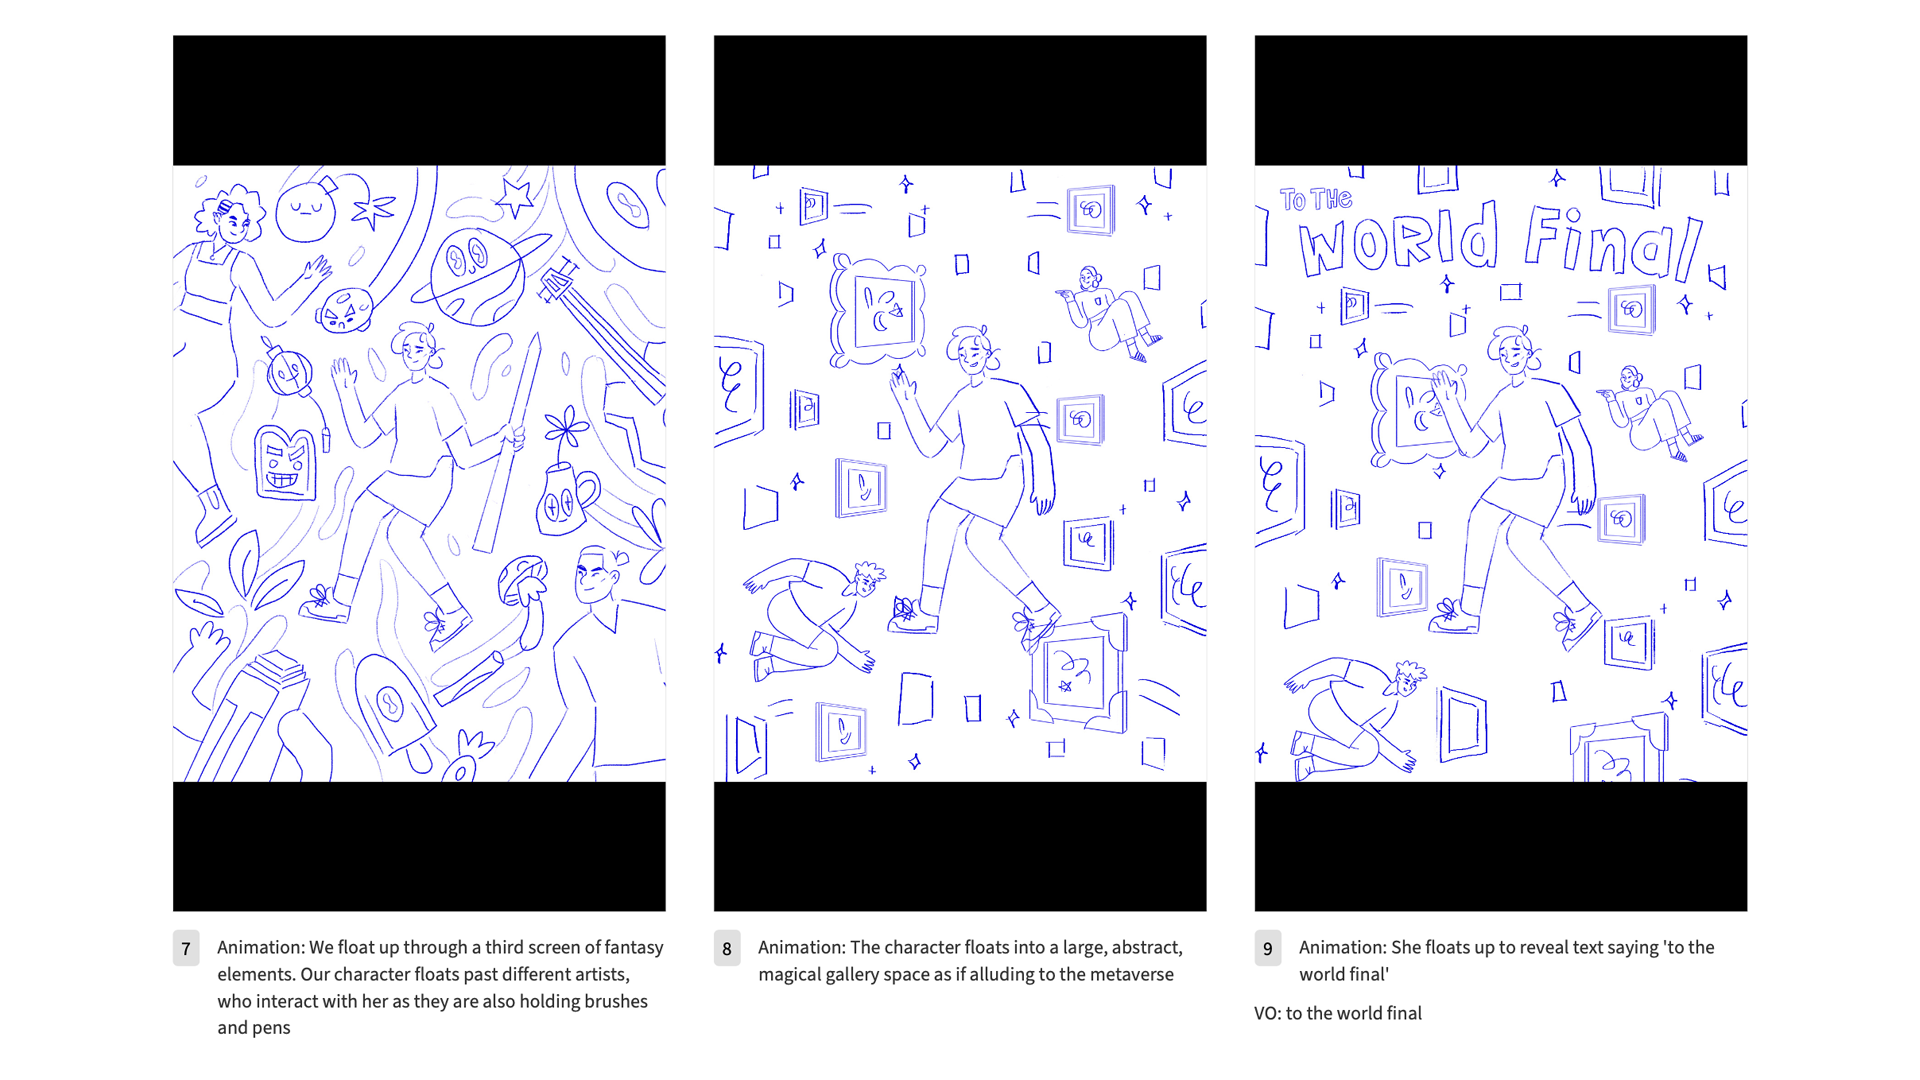 TO THE
WORld Final
7
Animation: We float up through a third screen of fantasy
elements. Our character floats past different artists,
who interact with her as they are also holding brushes
and pens
8
Animation: The character floats into a large, abstract,
magical gallery space as if alluding to the metaverse
9
Animation: She floats up to reveal text saying 'to the
world final'
VO: to the world final